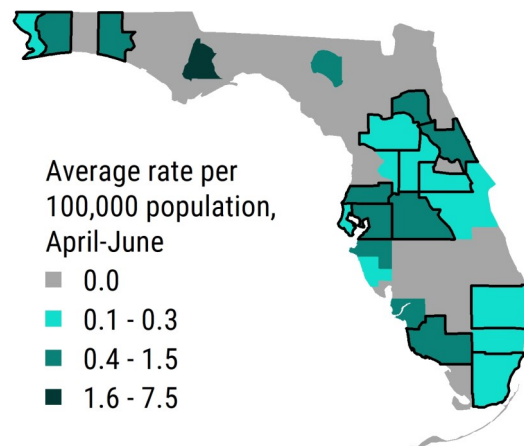 Average rate per
100,000 population,
April-June
0.0
0.1 - 0.3
0.4 - 1.5
1.6 - 7.5